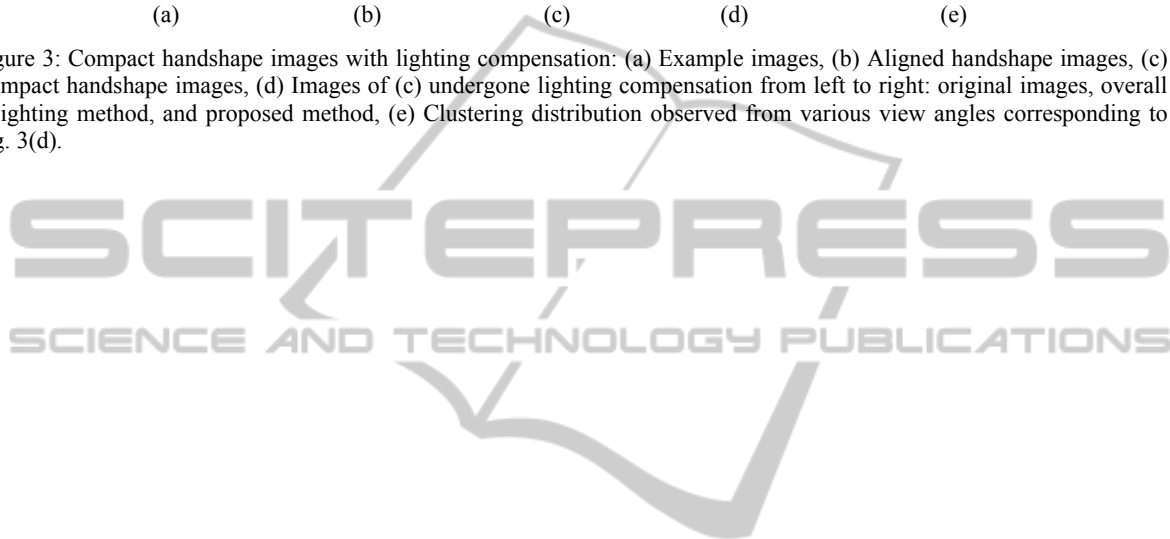 (a) (b) (c) (d) (e)
gure 3: Compact handshape images with lighting compensation: (a) Example images, (b) Aligned handshape images, (c)
mpact handshape images, (d) Images of (c) undergone lighting compensation from left to right: original images, overall
ighting method, and proposed method, (e) Clustering distribution observed from various view angles corresponding to
g. 3(d).
SCITEPRESS
SCIENCE AND TECHNOLOGY PUBLICATIONS